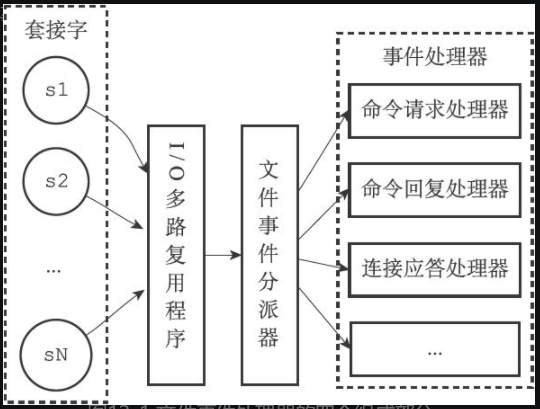 套接字
s1
s2
...
sN
I/O多路复用程序
文件事件分派器
事件处理器
命令请求处理器
命令回复处理器
连接应答处理器
...